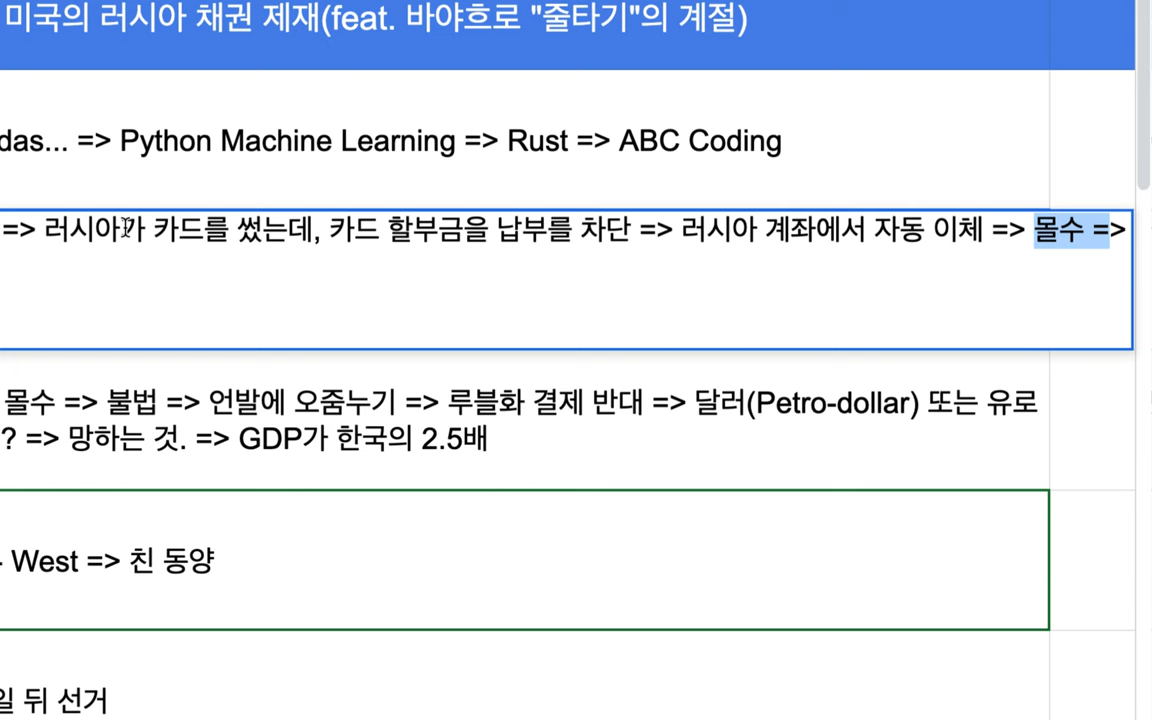 미국의 러시아 채권 제재(feat. 바야흐로 "줄타기"의 계절)
das... => Python Machine Learning => Rust => ABC Coding
=> 러시아가 카드를 썼는데, 카드 할부금을 납부를 차단 => 러시아 계좌에서 자동 이체 => 몰수 =>
몰수 => 불법 => 언발에 오줌누기 => 루블화 결제 반대 => 달러(Petro-dollar) 또는 유로
? => 망하는 것. => GDP가 한국의 2.5배
West => 친 동양
일 뒤 선거